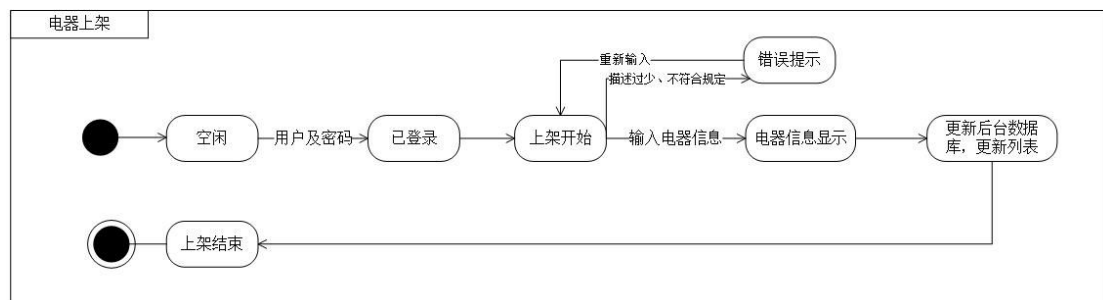 电器上架
重新输入
错误提示
描述过少、不符合规定
空闲
用户及密码
已登录
上架开始
输入电器信息
电器信息显示
更新后台数据
库，更新列表
上架结束